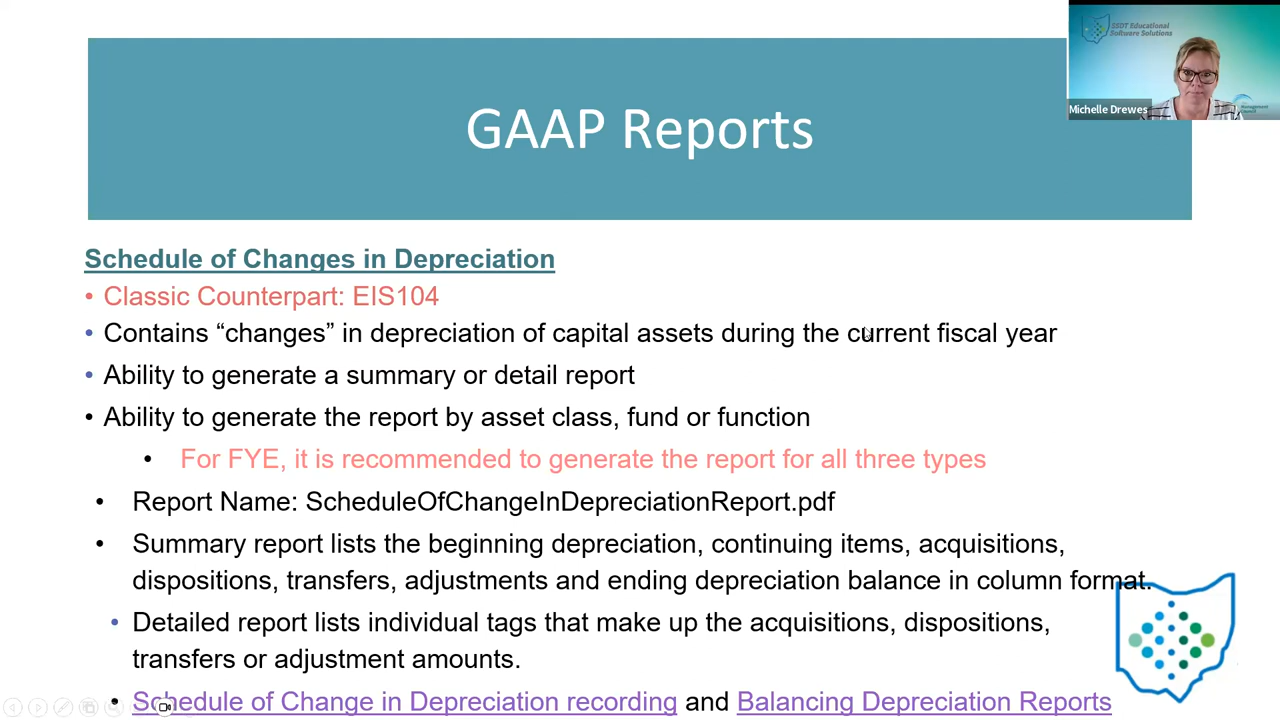 SSDT Educational
Software Solutions
Michelle Drewes
management
council
GAAP Reports
Schedule of Changes in Depreciation
• Classic Counterpart: EIS104
• Contains “changes” in depreciation of capital assets during the current fiscal year
• Ability to generate a summary or detail report
• Ability to generate the report by asset class, fund or function
• For FYE, it is recommended to generate the report for all three types
• Report Name: ScheduleOfChangeInDepreciationReport.pdf
• Summary report lists the beginning depreciation, continuing items, acquisitions,
dispositions, transfers, adjustments and ending depreciation balance in column format.
• Detailed report lists individual tags that make up the acquisitions, dispositions,
transfers or adjustment amounts.
• Schedule of Change in Depreciation recording and Balancing Depreciation Reports